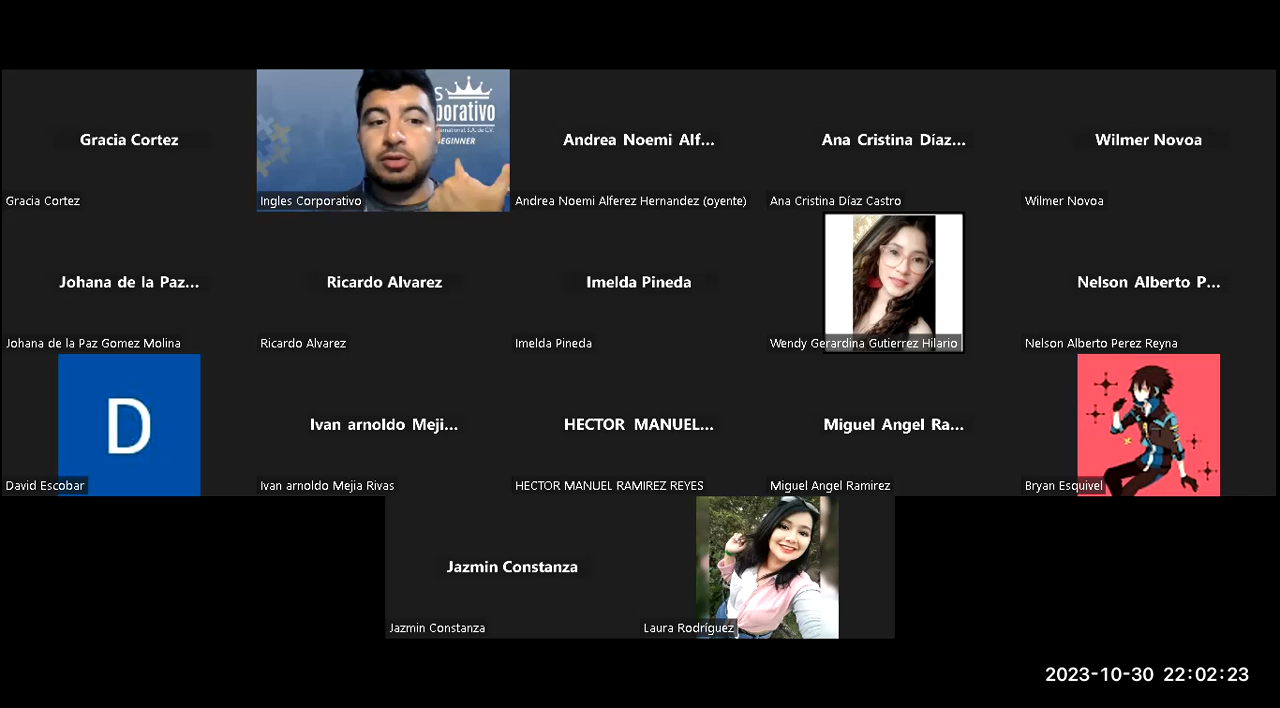 Gracia Cortez
Gracia Cortez
S
porativo
ternational, S.A. de C.V.
EGINNER
Ingles Corporativo
Andrea Noemi Alf...
Andrea Noemi Alferez Hernandez (oyente)
Ana Cristina Díaz...
Ana Cristina Díaz Castro
Wilmer Novoa
Wilmer Novoa
Johana de la Paz...
Johana de la Paz Gomez Molina
Ricardo Alvarez
Ricardo Alvarez
Imelda Pineda
Imelda Pineda
Wendy Gerardina Gutierrez Hilario
Nelson Alberto P...
Nelson Alberto Perez Reyna
D
David Escobar
Ivan arnoldo Meji...
Ivan arnoldo Mejia Rivas
HECTOR MANUEL...
HECTOR MANUEL RAMIREZ REYES
Miguel Angel Ra...
Miguel Angel Ramirez
Bryan Esquivel
Jazmin Constanza
Jazmin Constanza
Laura Rodríguez
2023-10-30 22:02:23